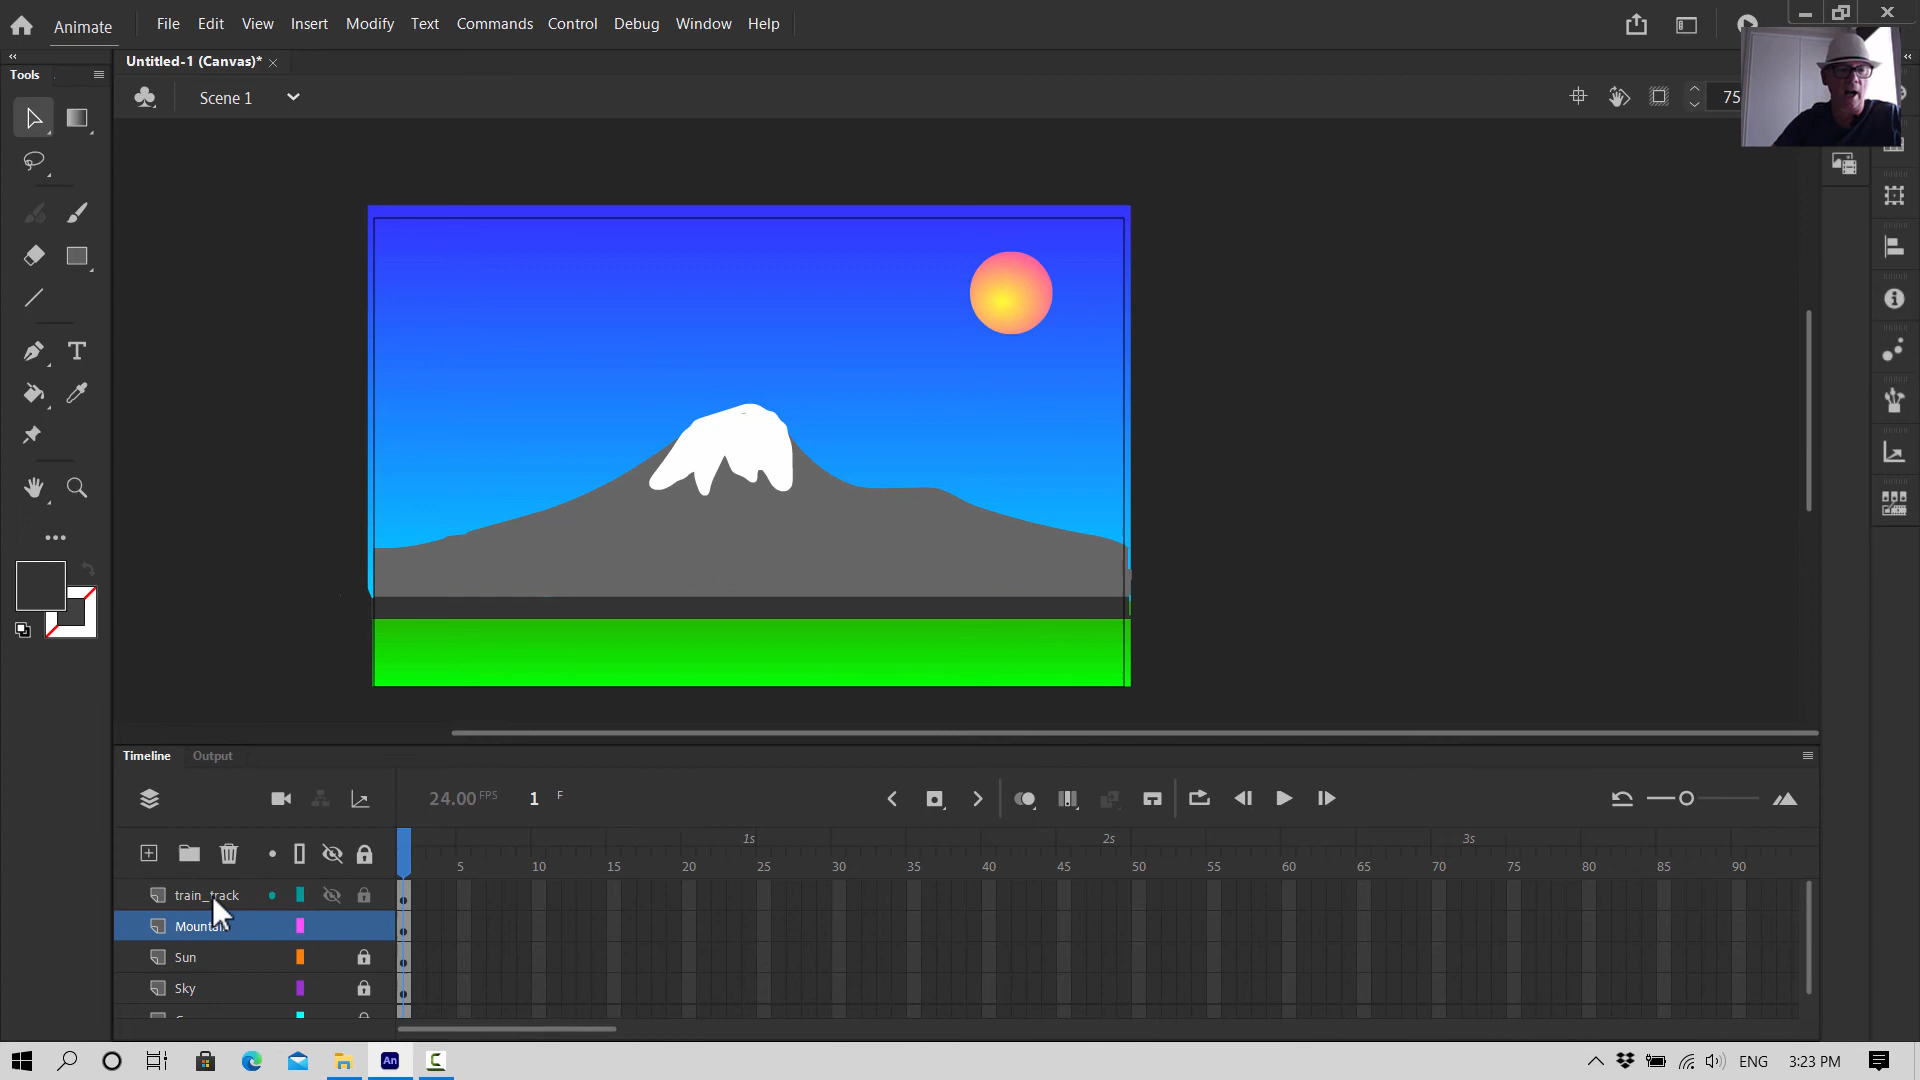 Animate File Edit View Insert Modify Text Commands Control Debug Window Help
Tools Untitled-1 (Canvas)*
Scene 1 75
Timeline Output
24.00 FPS 1 F
1s 2s 3s
5 10 15 20 25 30 35 40 45 50 55 60 65 70 75 80 85 90
train_track
Sun
Sky
An ENG 3:23 PM